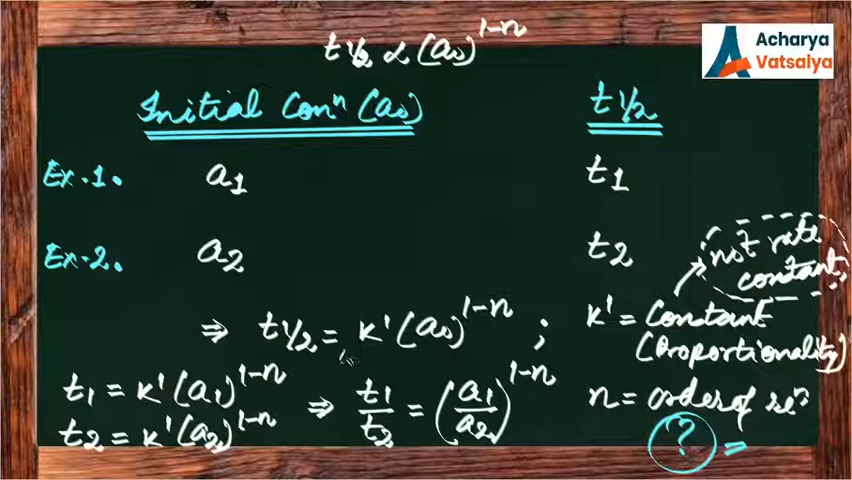 t½ ∝ (a₀)^1-n
Acharya
Vatsalya
Initial Conⁿ (a₀) t½
Ex.1. a₁ t₁
Ex.2. a₂ t₂
not rate
constant
⇒ t½ = K' (a₀)^1-n ; K' = Constant
(Proportionality)
t₁ = K' (a₁)^1-n ⇒ t₁/t₂ = (a₁/a₂)^1-n n = order of
t₂ = K' (a₂)^1-n
? =